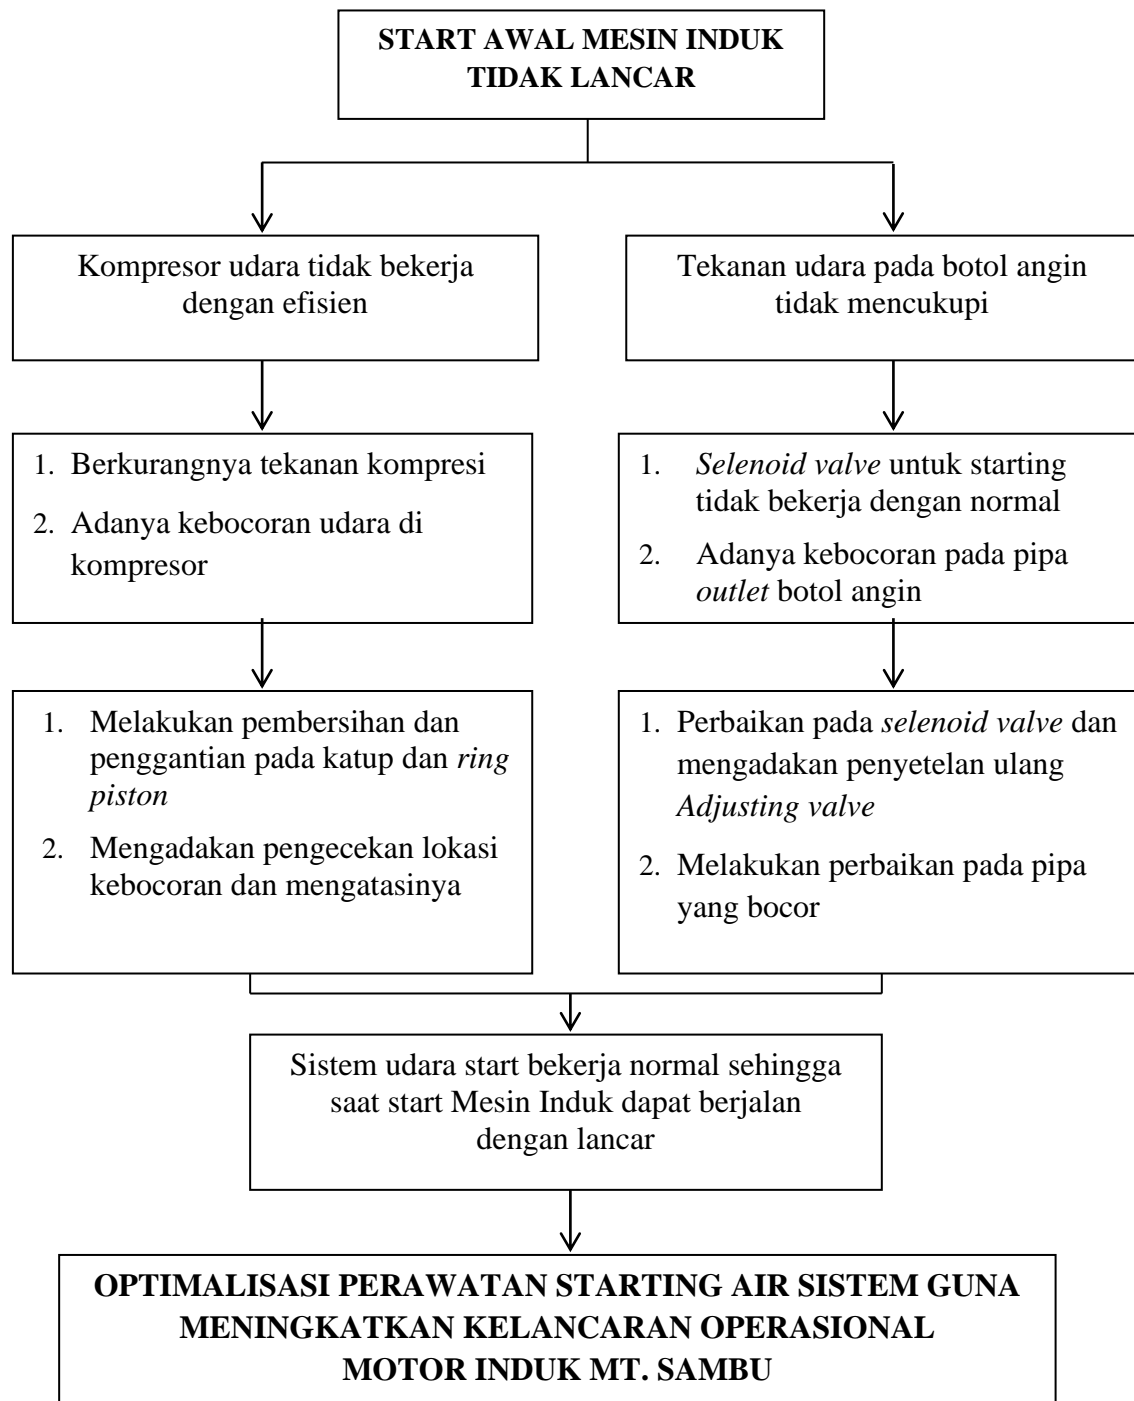 START AWAL MESIN INDUK
TIDAK LANCAR
Kompresor udara tidak bekerja
dengan efisien
Tekanan udara pada botol angin
tidak mencukupi
1. Berkurangnya tekanan kompresi
2. Adanya kebocoran udara di
kompresor
1. Selenoid valve untuk starting
tidak bekerja dengan normal
2. Adanya kebocoran pada pipa
outlet botol angin
1. Melakukan pembersihan dan
penggantian pada katup dan ring
piston
2. Mengadakan pengecekan lokasi
kebocoran dan mengatasinya
1. Perbaikan pada selenoid valve dan
mengadakan penyetelan ulang
Adjusting valve
2. Melakukan perbaikan pada pipa
yang bocor
Sistem udara start bekerja normal sehingga
saat start Mesin Induk dapat berjalan
dengan lancar
OPTIMALISASI PERAWATAN STARTING AIR SISTEM GUNA
MENINGKATKAN KELANCARAN OPERASIONAL
MOTOR INDUK MT. SAMBU